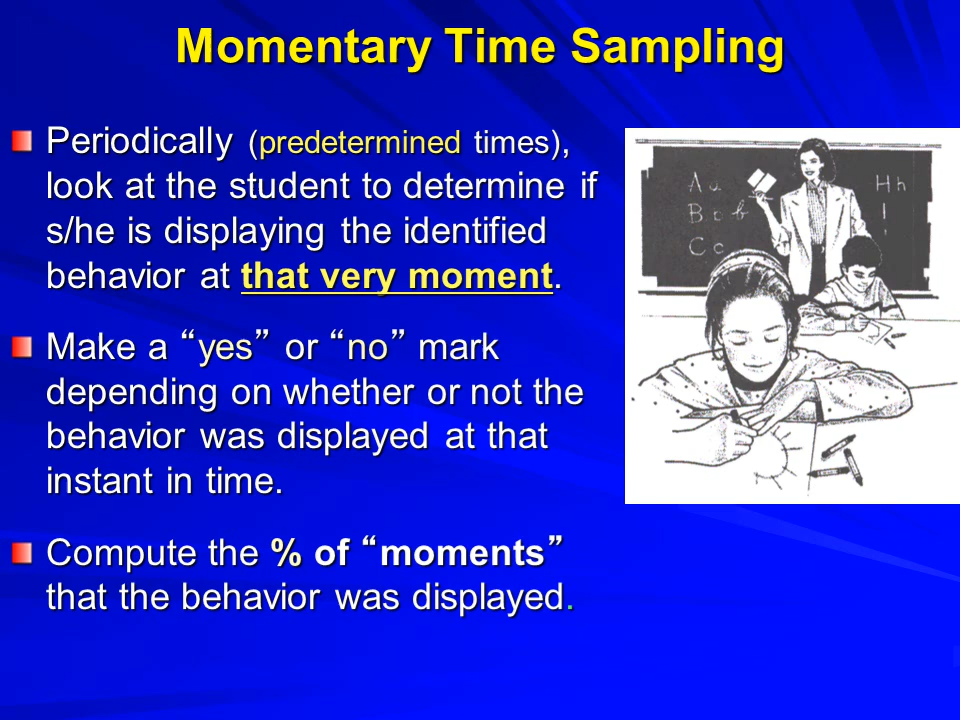 Momentary Time Sampling
Periodically (predetermined times),
look at the student to determine if
s/he is displaying the identified
behavior at that very moment.
Make a “yes” or “no” mark
depending on whether or not the
behavior was displayed at that
instant in time.
Compute the % of “moments”
that the behavior was displayed.
A a
B b
C c
H h
I